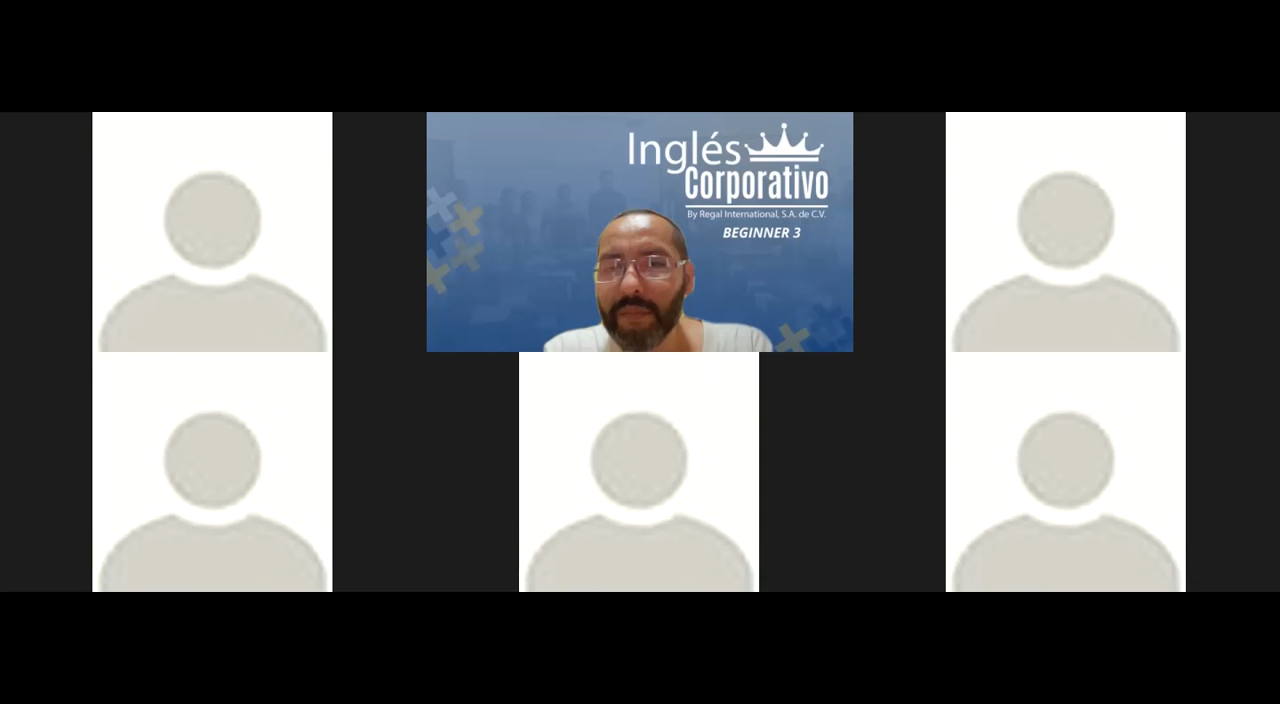 Inglés
Corporativo
By Regal International, S.A. de C.V.
BEGINNER 3